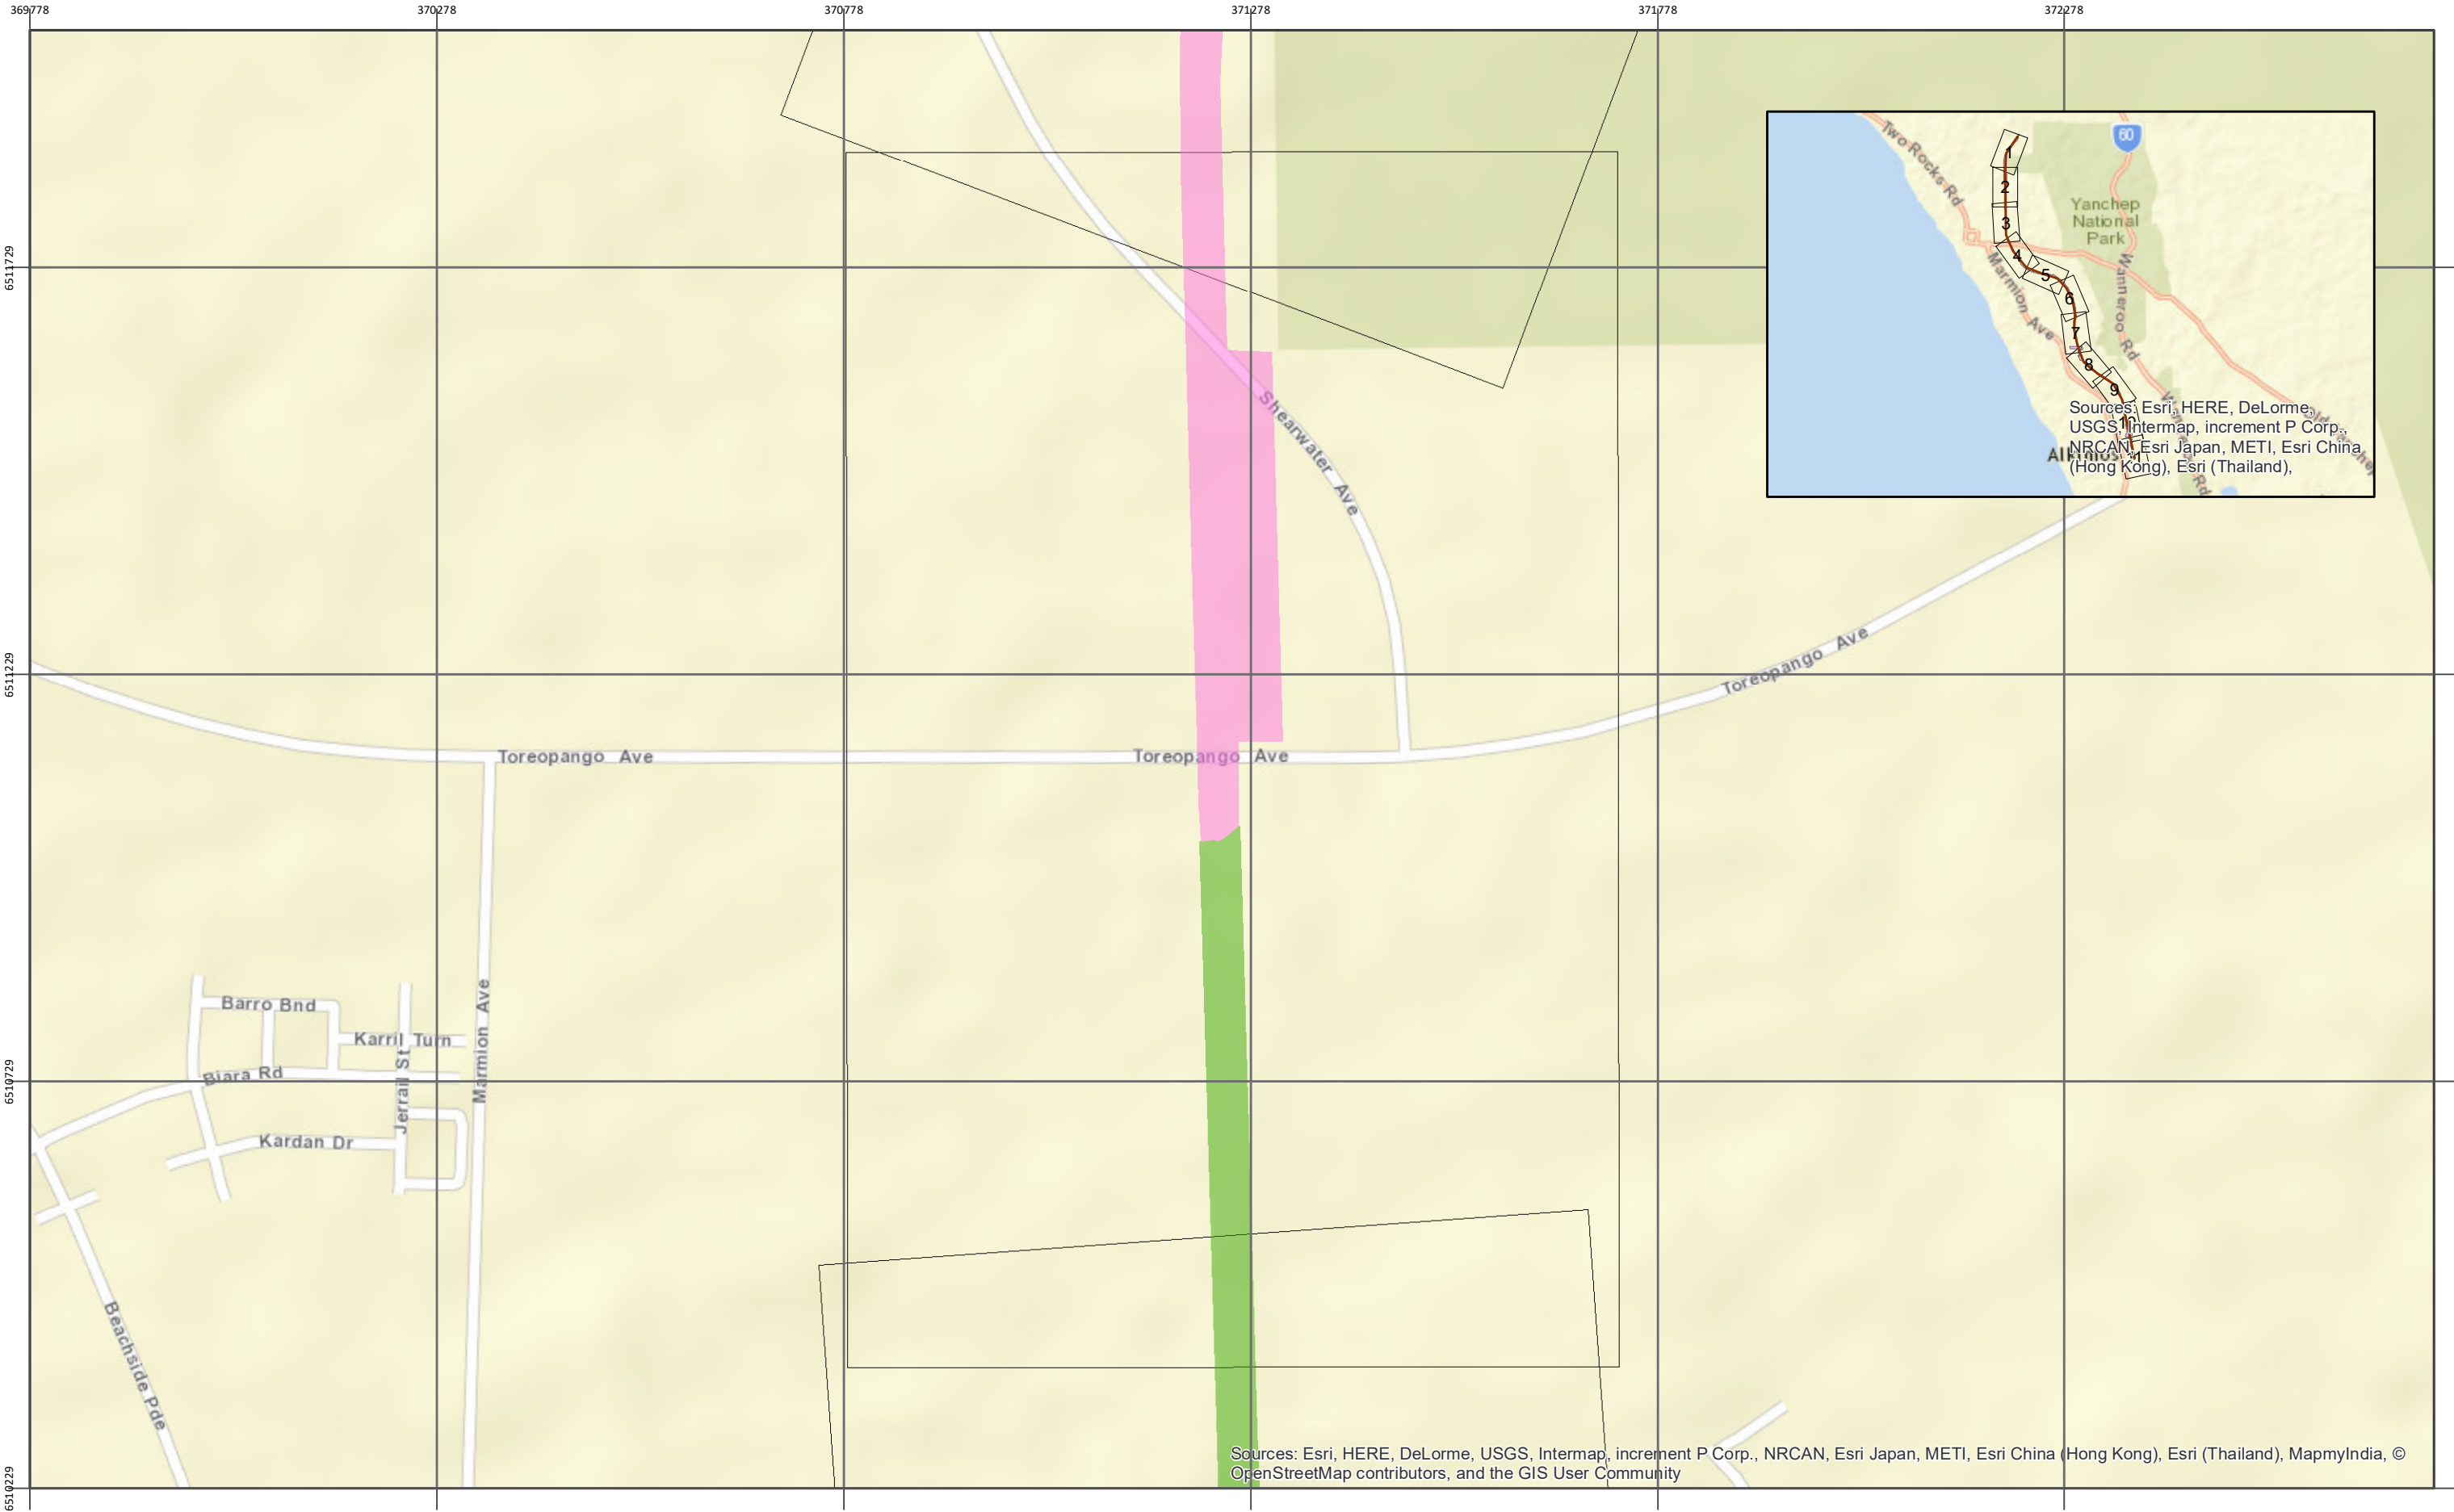 369778
370278
370778
371278
371778
372278
6511729
6511229
6510729
6510229
Two Rocks Rd
60
Yanchep
National
Park
Marmion Ave
Wanneroo Rd
1
2
3
4
5
6
7
8
9
Sources: Esri, HERE, DeLorme,
USGS, Intermap, increment P Corp.,
NRCAN, Esri Japan, METI, Esri China
(Hong Kong), Esri (Thailand),
Shearwater Ave
Toreopango Ave
Toreopango Ave
Toreopango Ave
Barro Bnd
Karril Turn
Marmion Ave
Jerrail St
Biara Rd
Kardan Dr
Beachside Pde
Sources: Esri, HERE, DeLorme, USGS, Intermap, increment P Corp., NRCAN, Esri Japan, METI, Esri China (Hong Kong), Esri (Thailand), MapmyIndia, ©
OpenStreetMap contributors, and the GIS User Community